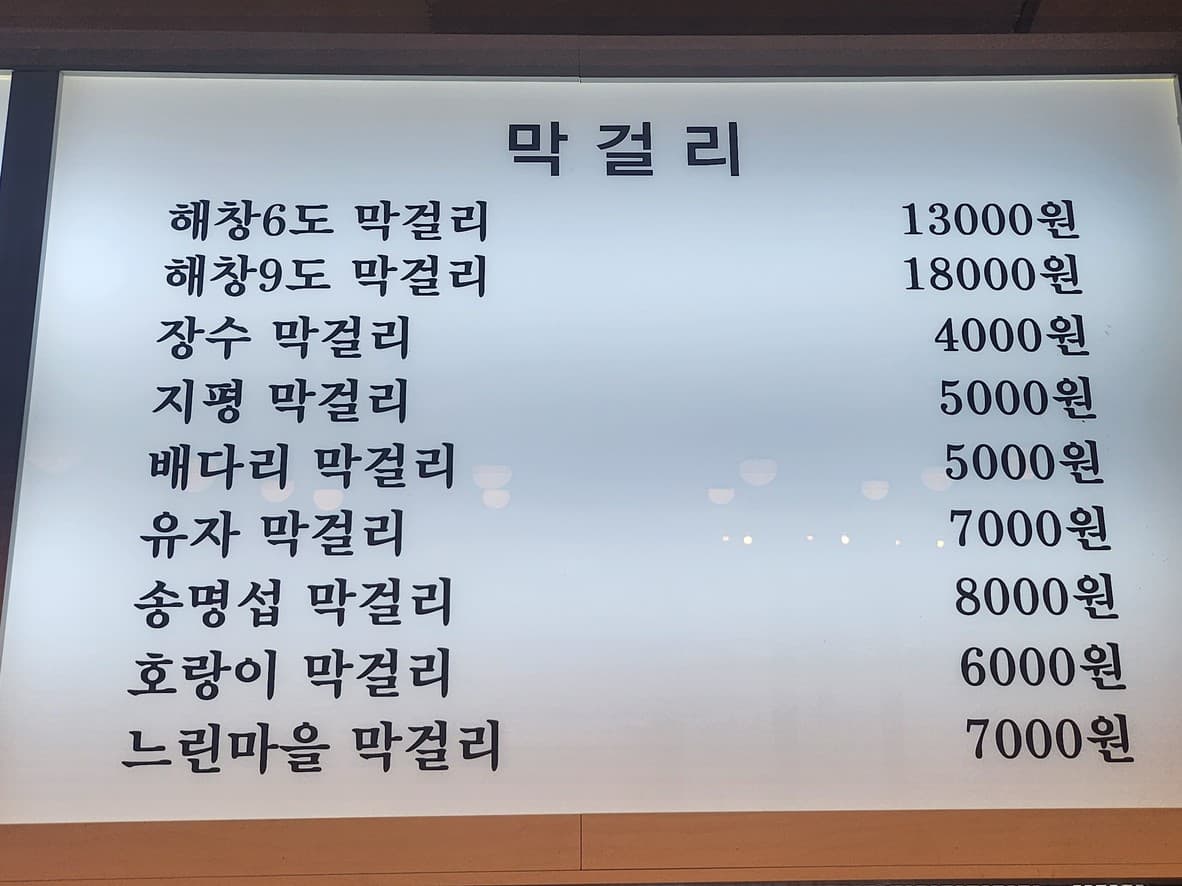 막걸리
해창6도 막걸리 13000원
해창9도 막걸리 18000원
장수 막걸리 4000원
지평 막걸리 5000원
배다리 막걸리 5000원
유자 막걸리 7000원
송명섭 막걸리 8000원
호랑이 막걸리 6000원
느린마을 막걸리 7000원